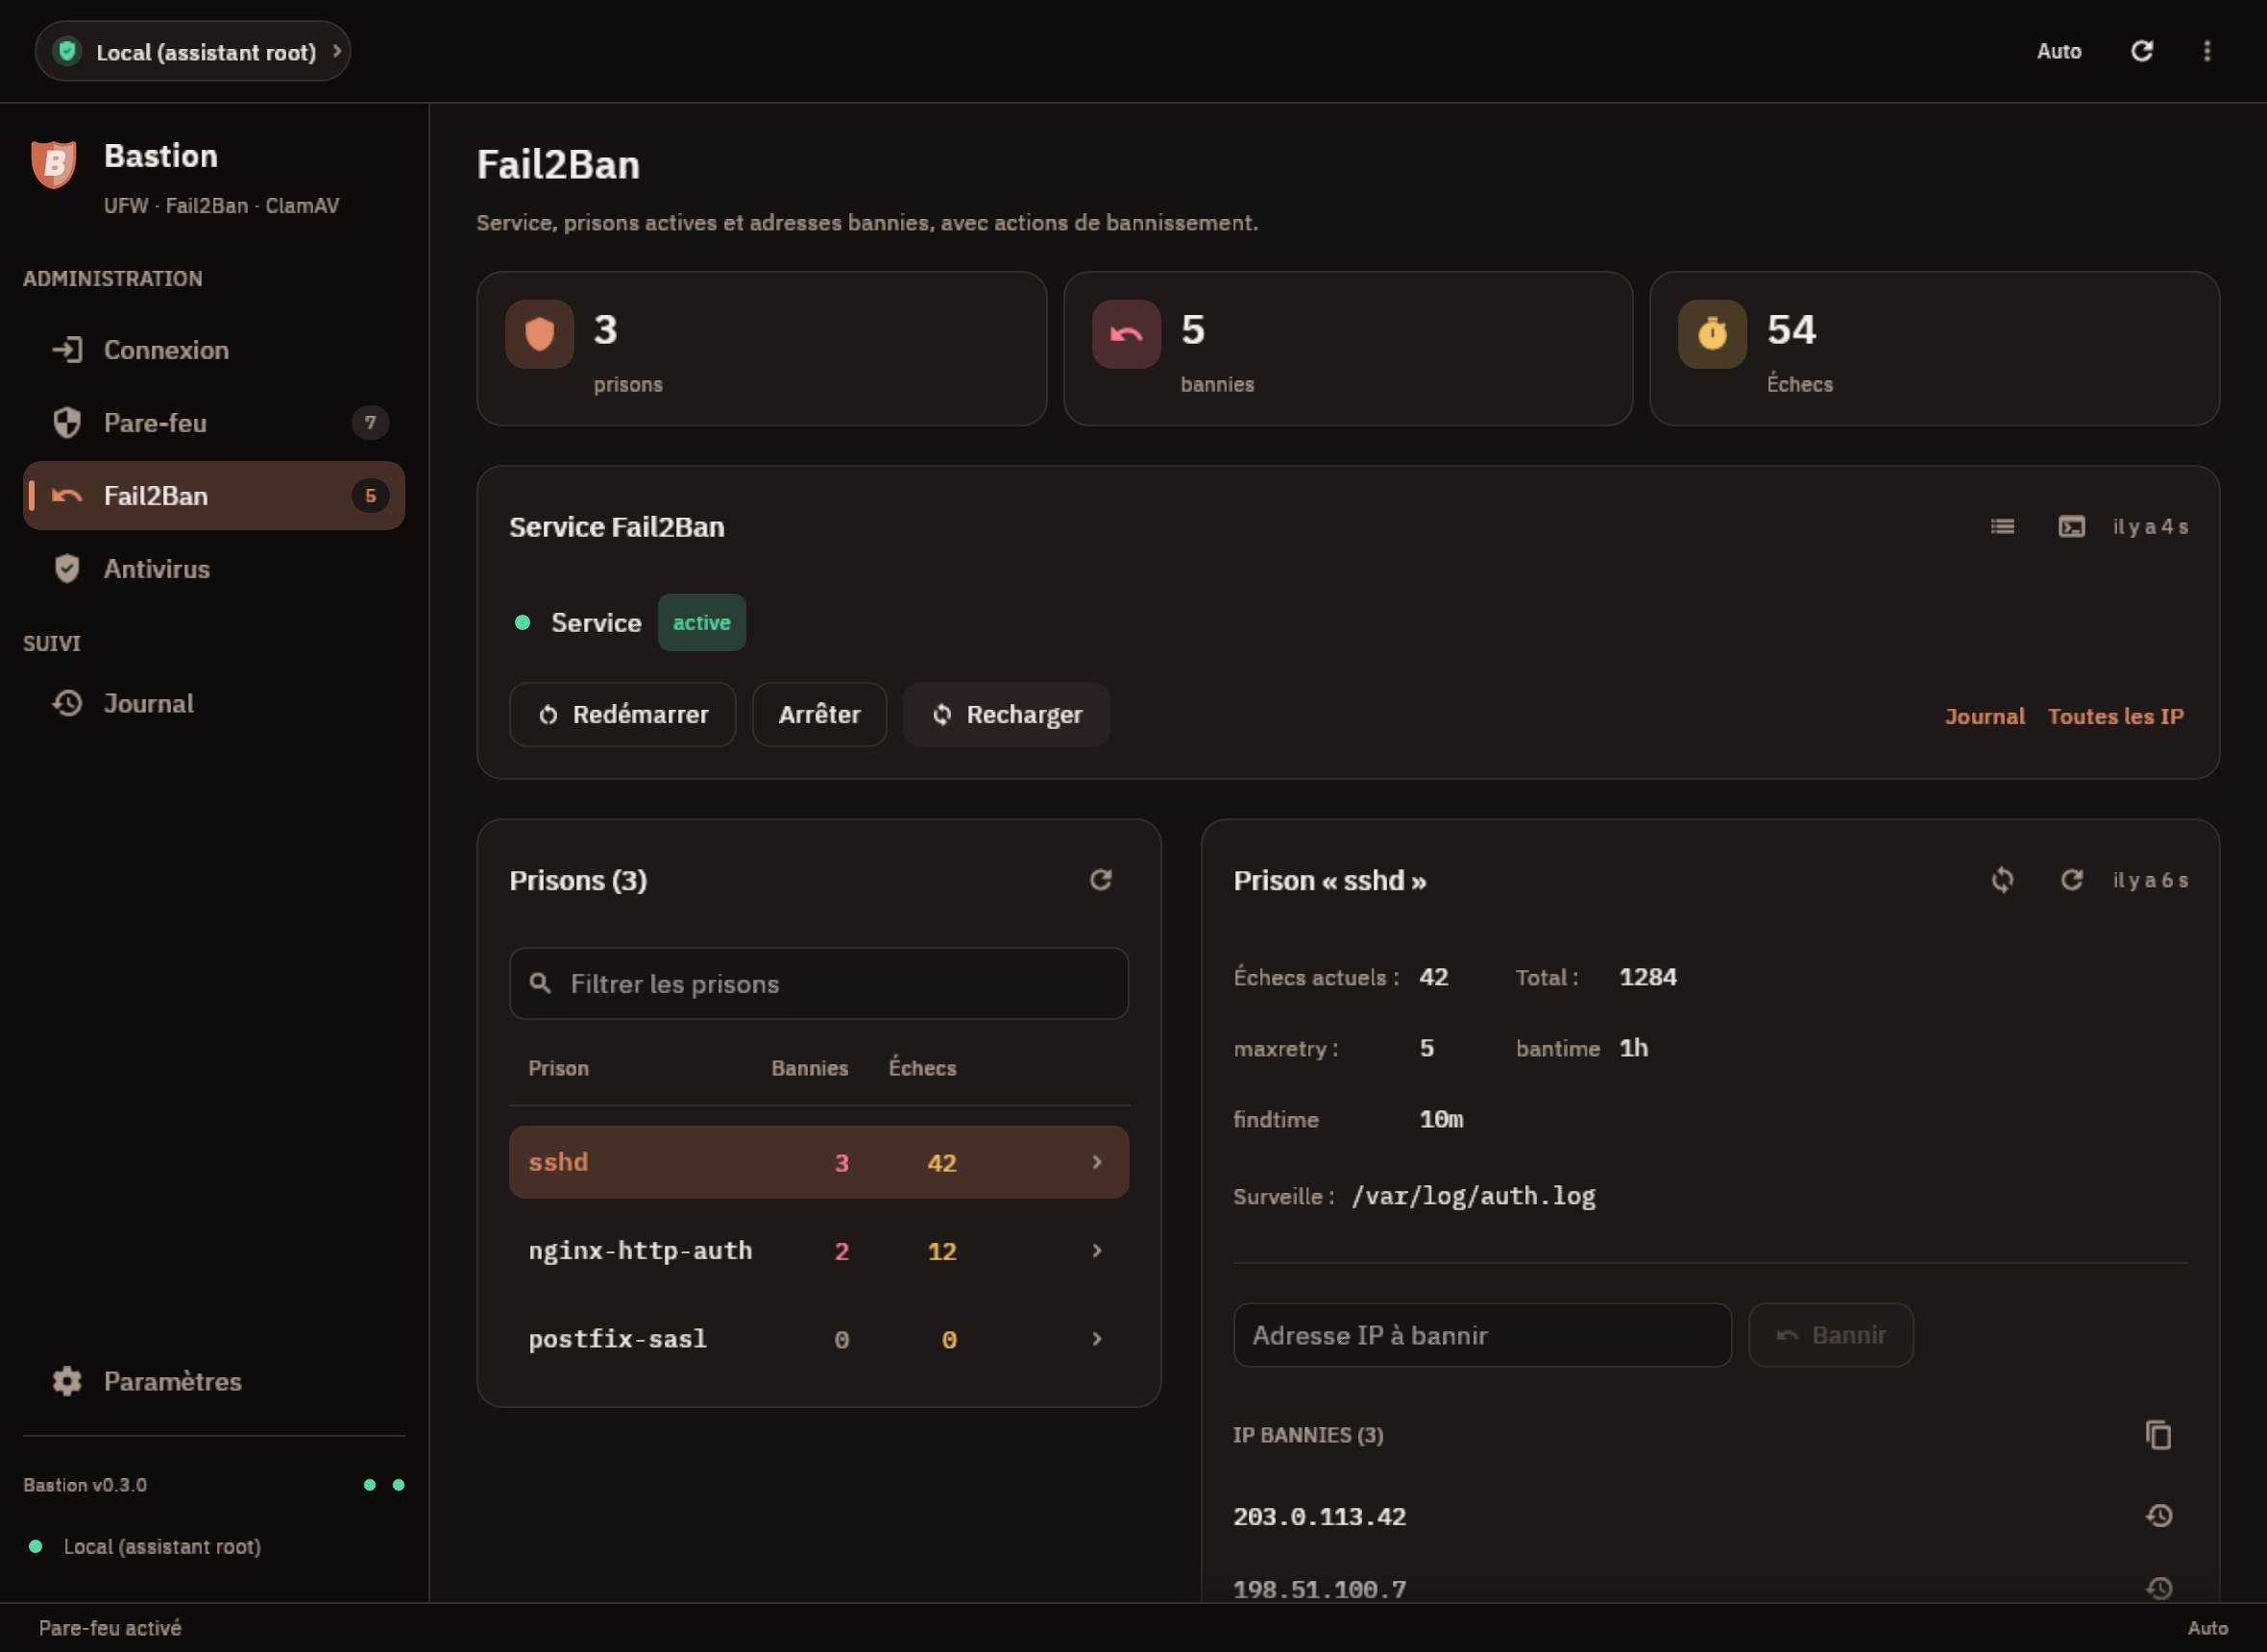 Local (assistant root)
Auto
Bastion
UFW · Fail2Ban · ClamAV
ADMINISTRATION
Connexion
Pare-feu 7
Fail2Ban 5
Antivirus
SUIVI
Journal
Paramètres
Bastion v0.3.0
Local (assistant root)
Fail2Ban
Service, prisons actives et adresses bannies, avec actions de bannissement.
3
prisons
5
bannies
54
Échecs
Service Fail2Ban
il y a 4 s
Service active
Redémarrer Arrêter Recharger
Journal Toutes les IP
Prisons (3)
Filtrer les prisons
Prison Bannies Échecs
sshd 3 42
nginx-http-auth 2 12
postfix-sasl 0 0
Prison « sshd »
il y a 6 s
Échecs actuels : 42 Total : 1284
maxretry : 5 bantime 1h
findtime 10m
Surveille : /var/log/auth.log
Adresse IP à bannir Bannir
IP BANNIES (3)
203.0.113.42
198.51.100.7
Pare-feu activé
Auto